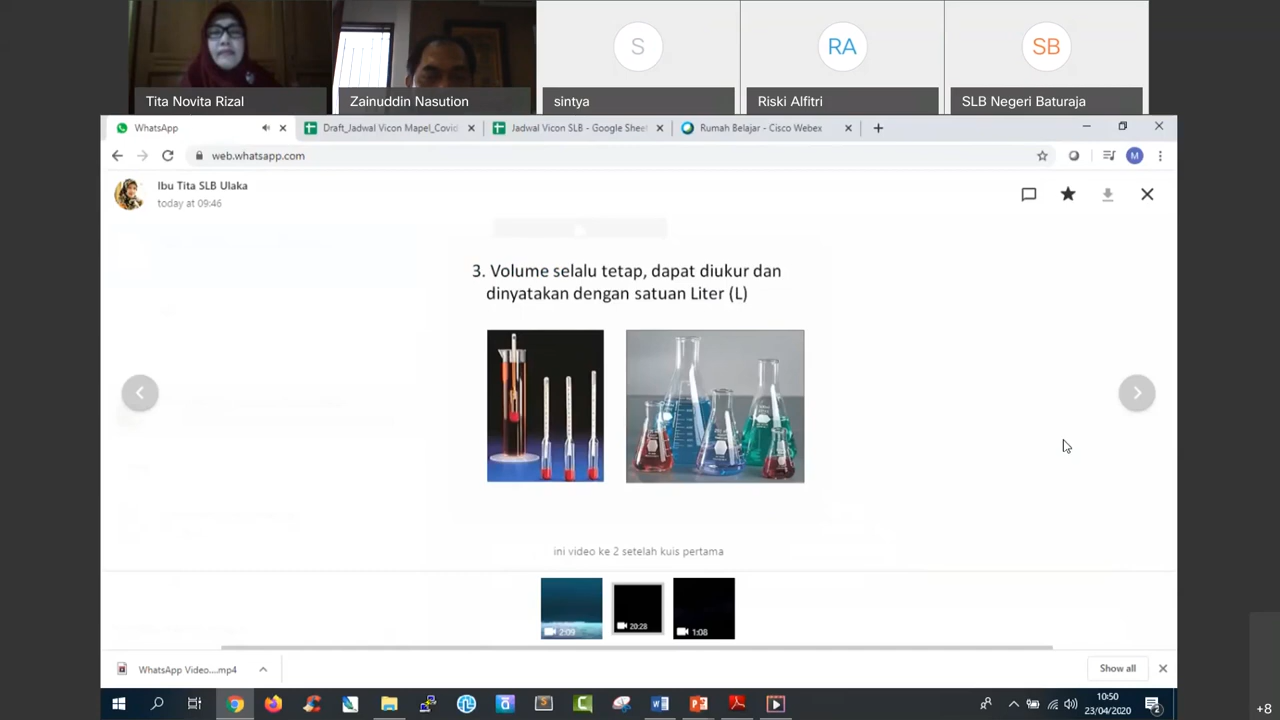 S
RA
SB
Tita Novita Rizal
Zainuddin Nasution
sintya
Riski Alfitri
SLB Negeri Baturaja
WhatsApp
Draft_Jadwal Vicon Mapel_Covid
Jadwal Vicon SLB - Google Sheet
Rumah Belajar - Cisco Webex
web.whatsapp.com
M
Ibu Tita SLB Ulaka
today at 09:46
3. Volume selalu tetap, dapat diukur dan
dinyatakan dengan satuan Liter (L)
ini video ke 2 setelah kuis pertama
2:09
20:28
1:08
WhatsApp Video....mp4
Show all
10:50
23/04/2020
2
+8